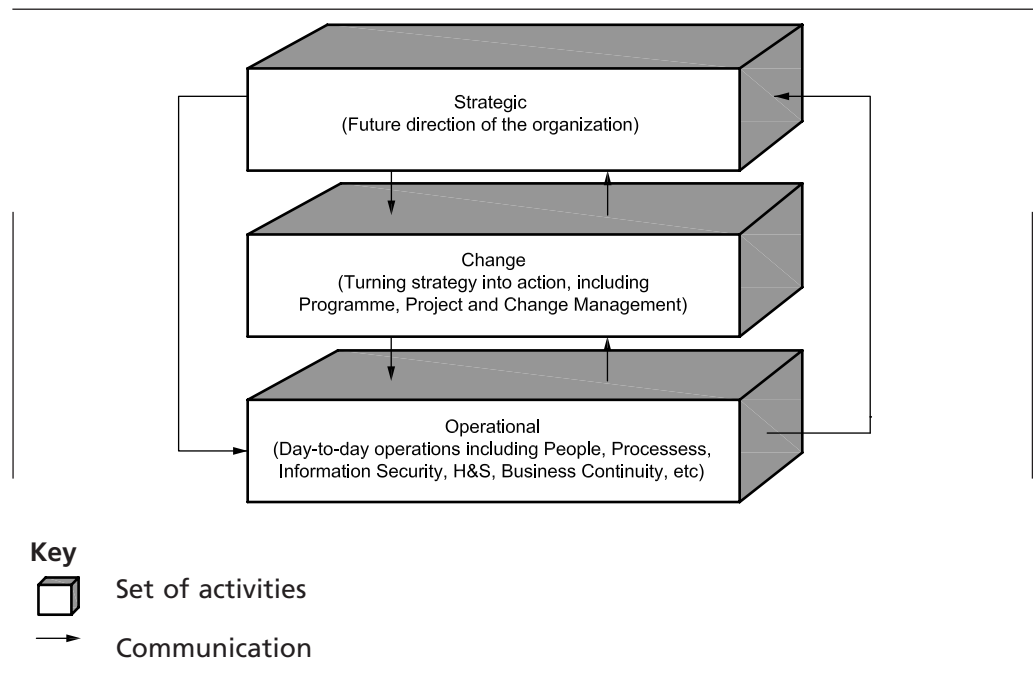 Strategic
(Future direction of the organization)
Change
(Turning strategy into action, including
Programme, Project and Change Management)
Operational
(Day-to-day operations including People, Processess,
Information Security, H&S, Business Continuity, etc)
Key
Set of activities
Communication